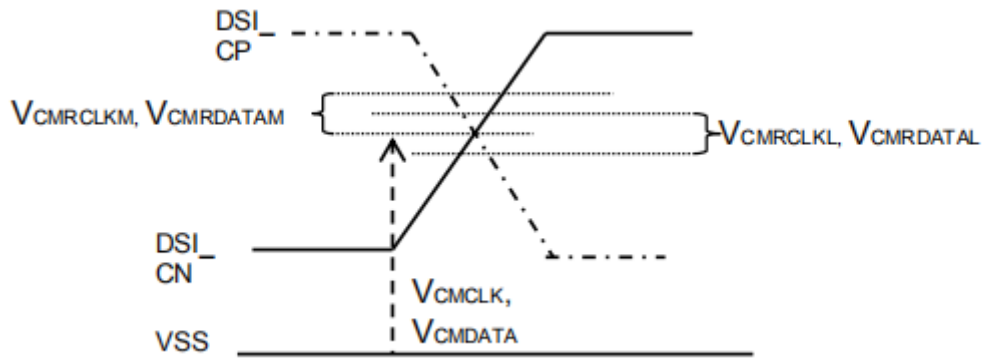 DSI_
CP
VCMRCLKM, VCMRDATAM
VCMRCLKL, VCMRDATAL
DSI_
CN
VCMCLK,
VCMDATA
VSS